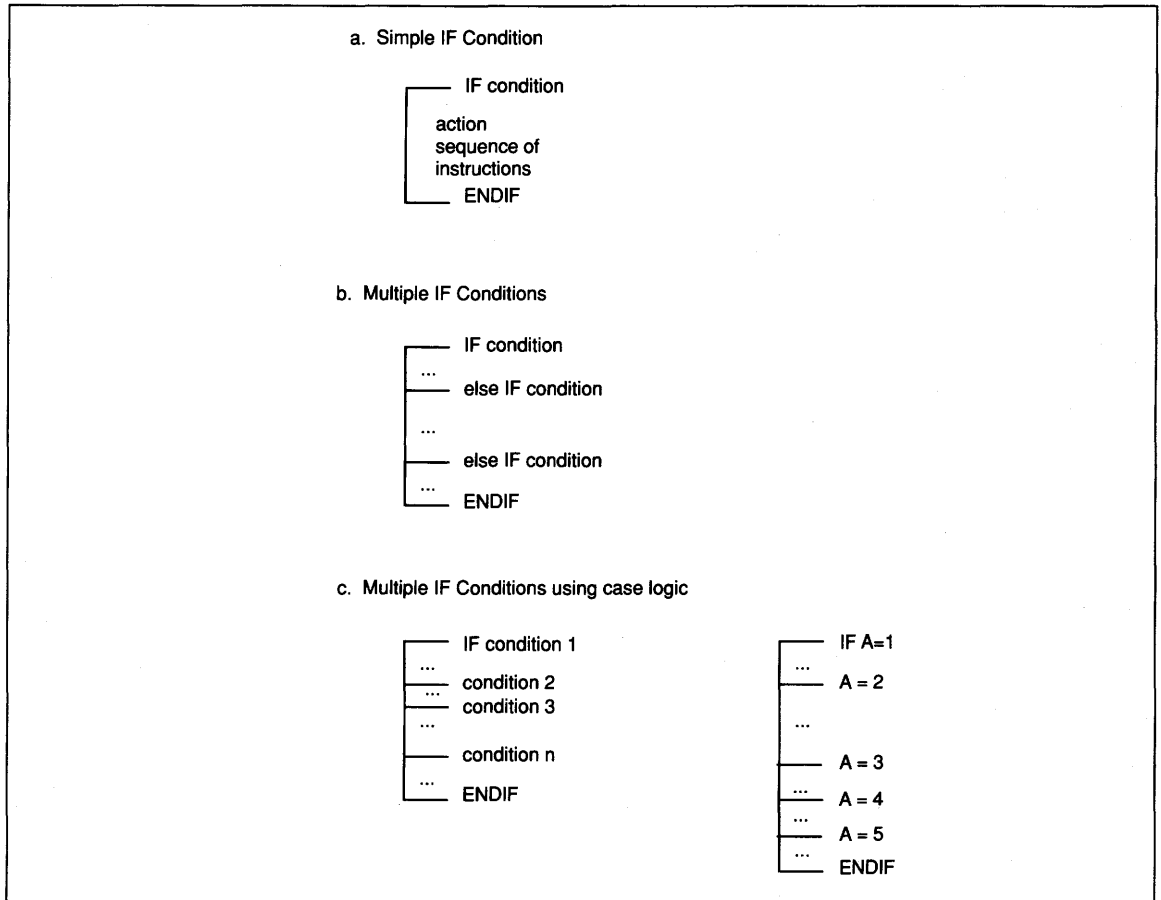 a. Simple IF Condition
IF condition
action
sequence of
instructions
ENDIF
b. Multiple IF Conditions
IF condition
...
else IF condition
...
else IF condition
...
ENDIF
c. Multiple IF Conditions using case logic
IF condition 1
...
condition 2
...
condition 3
...
condition n
...
ENDIF
IF A=1
...
A = 2
...
A = 3
...
A = 4
...
A = 5
...
ENDIF